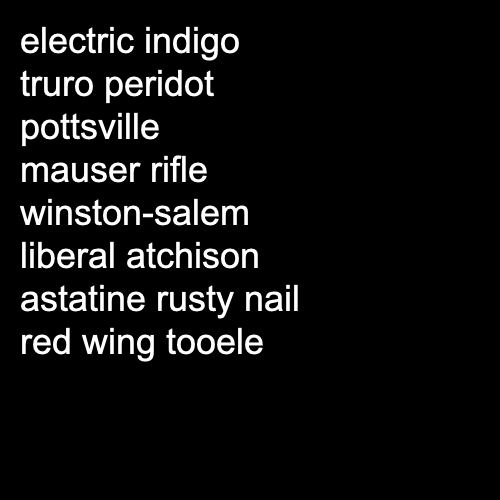 electric indigo
truro peridot
pottsville
mauser rifle
winston-salem
liberal atchison
astatine rusty nail
red wing tooele